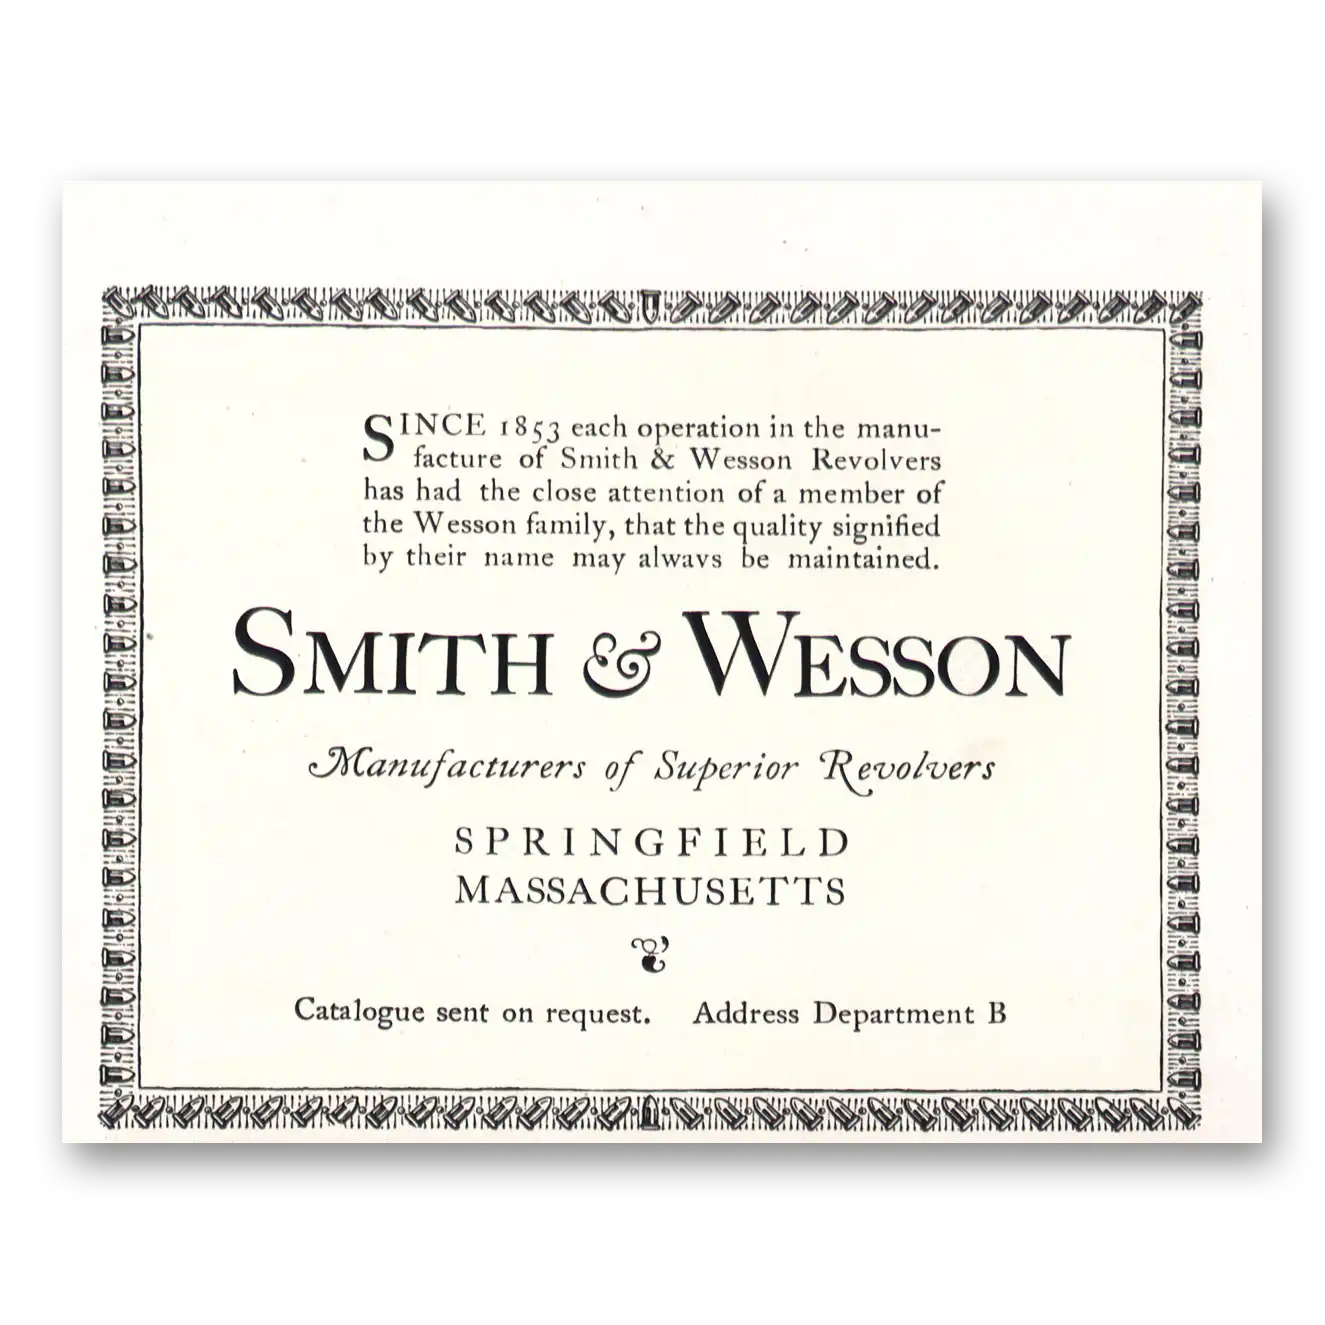 SINCE 1853 each operation in the manu-
facture of Smith & Wesson Revolvers
has had the close attention of a member of
the Wesson family, that the quality signified
by their name may always be maintained.
SMITH & WESSON
Manufacturers of Superior Revolvers
SPRINGFIELD
MASSACHUSETTS
Catalogue sent on request. Address Department B